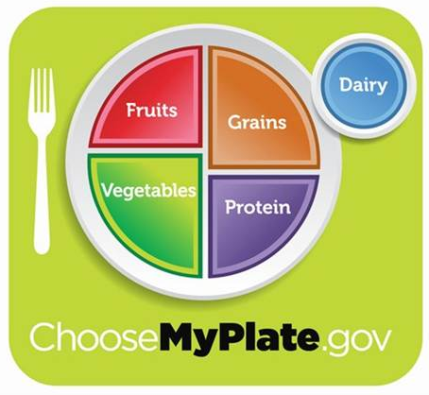 Dairy
Fruits
Grains
Vegetables
Protein
ChooseMyPlate.gov